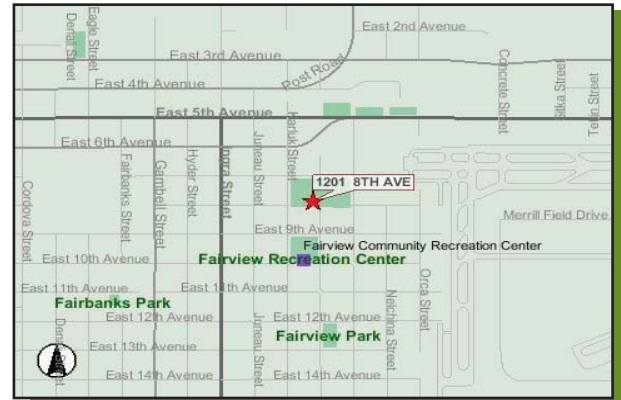 East 2nd Avenue
Eagle Street
Denali Street
East 3rd Avenue
Post Road
Concrete Street
Sitka Street
East 4th Avenue
East 5th Avenue
East 6th Avenue
Juneau Street
Ingra Street
Hyder Street
Gambell Street
Fairbanks Street
Cordova Street
1201 8TH AVE
Merrill Field Drive
East 9th Avenue
Fairview Community Recreation Center
East 10th Avenue
Fairview Recreation Center
Orca Street
Nelchina Street
East 11th Avenue
East 11th Avenue
Fairbanks Park
East 12th Avenue
East 12th Avenue
Juneau Street
Fairview Park
East 13th Avenue
East 14th Avenue
East 14th Avenue